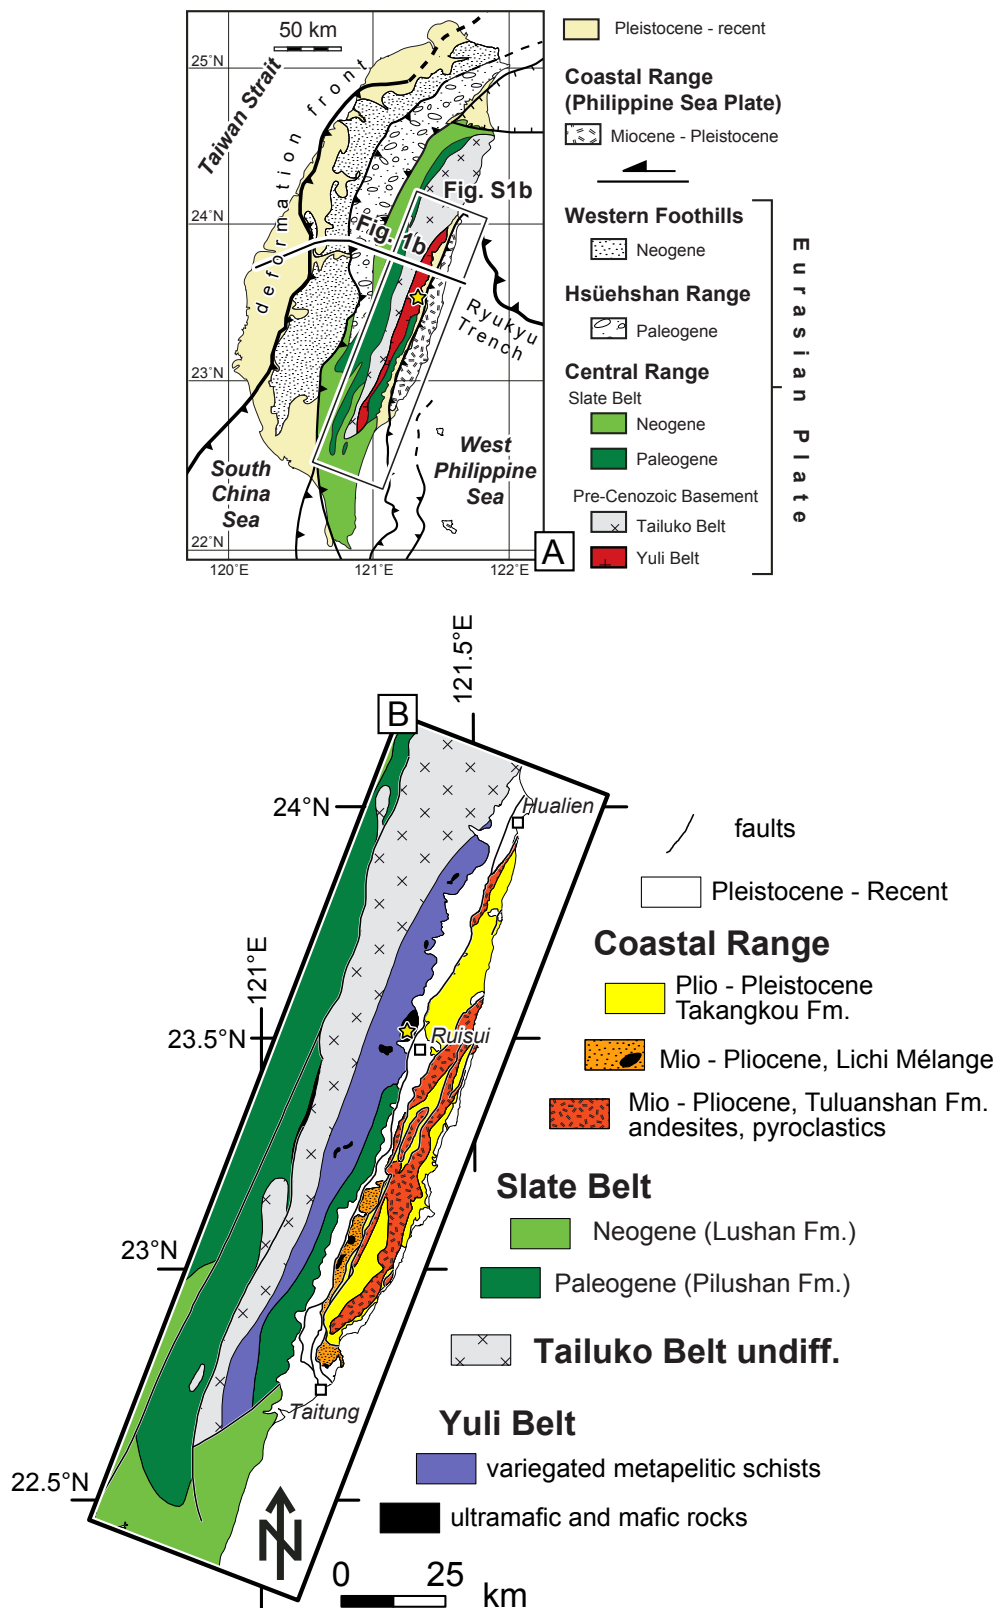 50 km
25°N
24°N
23°N
22°N
120°E
121°E
122°E
Taiwan Strait
deformation front
Fig. S1b
Fig. 1b
Ryukyu
Trench
South
China
Sea
West
Philippine
Sea
A
Pleistocene - recent
Coastal Range
(Philippine Sea Plate)
Miocene - Pleistocene
Western Foothills
Neogene
Hsüehshan Range
Paleogene
Central Range
Slate Belt
Neogene
Paleogene
Pre-Cenozoic Basement
Tailuko Belt
Yuli Belt
Eurasian Plate
B
121.5°E
24°N
121°E
23.5°N
23°N
22.5°N
Hualien
Ruisui
Taitung
N
0 25
km
faults
Pleistocene - Recent
Coastal Range
Plio - Pleistocene
Takangkou Fm.
Mio - Pliocene, Lichi Mélange
Mio - Pliocene, Tuluanshan Fm.
andesites, pyroclastics
Slate Belt
Neogene (Lushan Fm.)
Paleogene (Pilushan Fm.)
Tailuko Belt undiff.
Yuli Belt
variegated metapelitic schists
ultramafic and mafic rocks